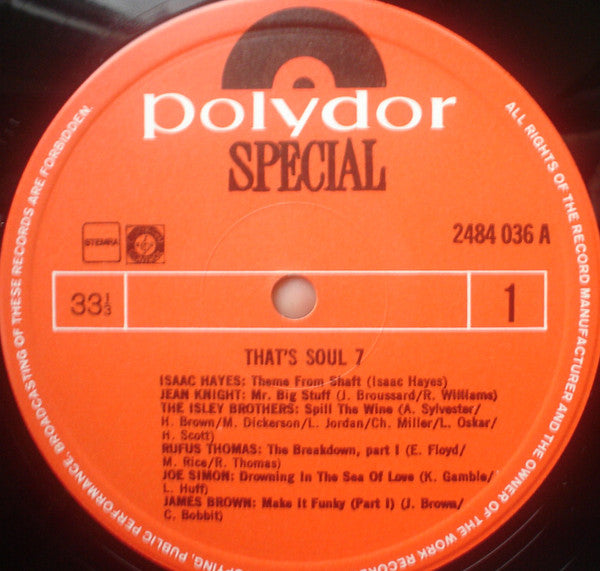 polydor
SPECIAL
STEMRA
2484 036 A
33 1/3
1
THAT'S SOUL 7
ISAAC HAYES: Theme From Shaft (Isaac Hayes)
JEAN KNIGHT: Mr. Big Stuff (J. Broussard/R. Williams)
THE ISLEY BROTHERS: Spill The Wine (A. Sylvester/
H. Brown/M. Dickerson/L. Jordan/Ch. Miller/L. Oskar/
H. Scott)
RUFUS THOMAS: The Breakdown, part I (E. Floyd/
M. Rice/R. Thomas)
JOE SIMON: Drowning In The Sea Of Love (K. Gamble/
L. Huff)
JAMES BROWN: Make It Funky (Part I) (J. Brown/
C. Bobbit)
ALL RIGHTS OF THE RECORD MANUFACTURER AND THE OWNER OF THE WORK RECOR
TING, PUBLIC PERFORMANCE, BROADCASTING OF THESE RECORDS ARE FORBIDDEN.